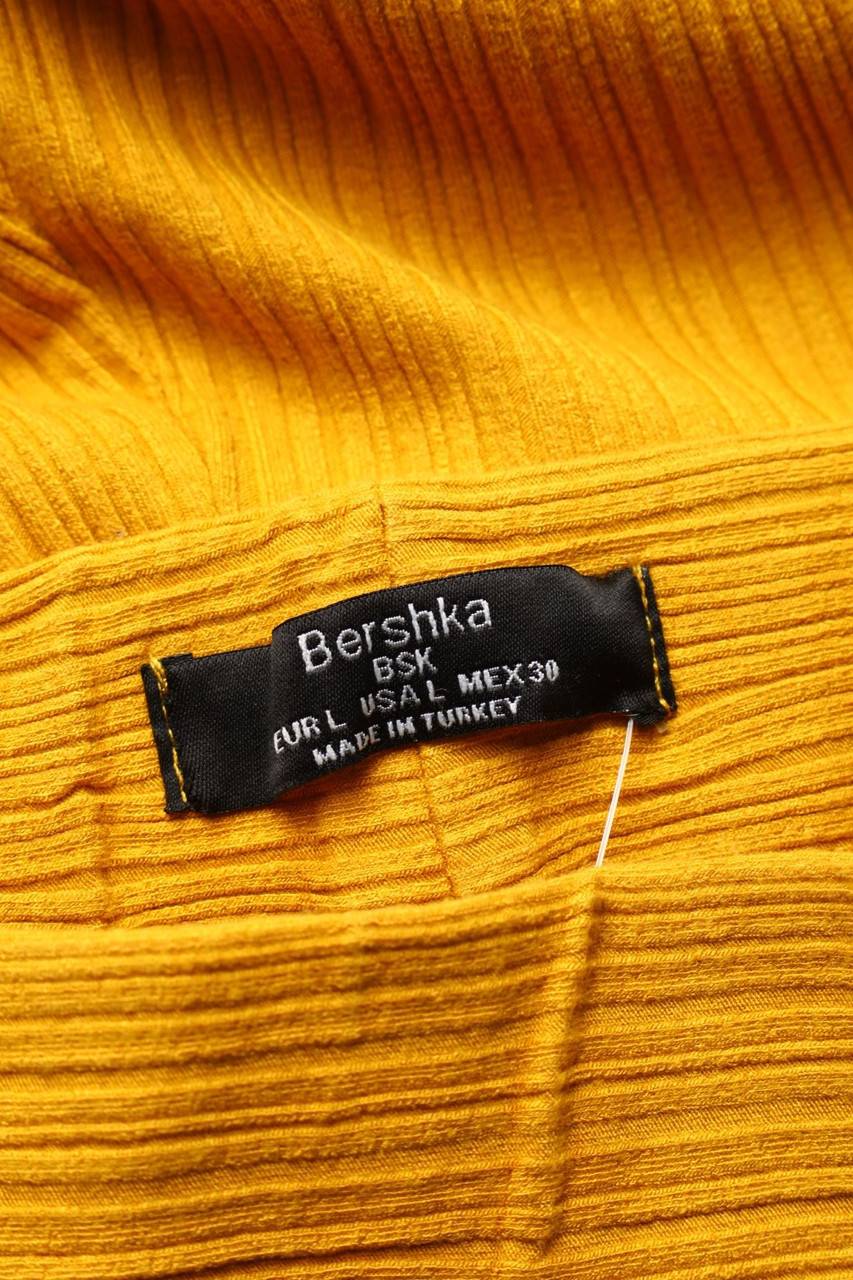 Bershka
BSK
EUR L USA L MEX 30
MADE IN TURKEY